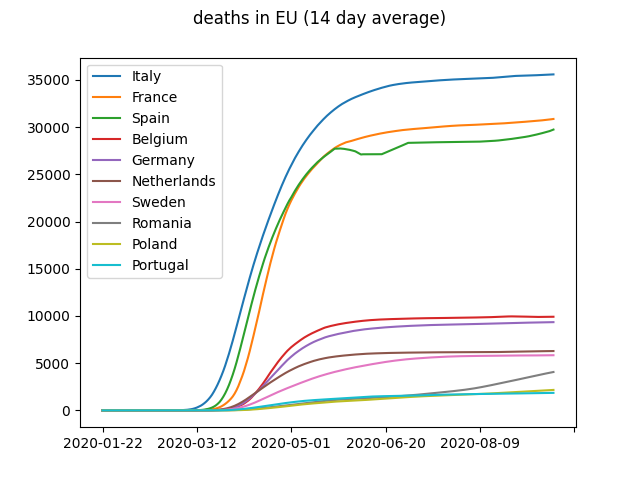 deaths in EU (14 day average)
35000
30000
25000
20000
15000
10000
5000
0
Italy
France
Spain
Belgium
Germany
Netherlands
Sweden
Romania
Poland
Portugal
2020-01-22 2020-03-12 2020-05-01 2020-06-20 2020-08-09